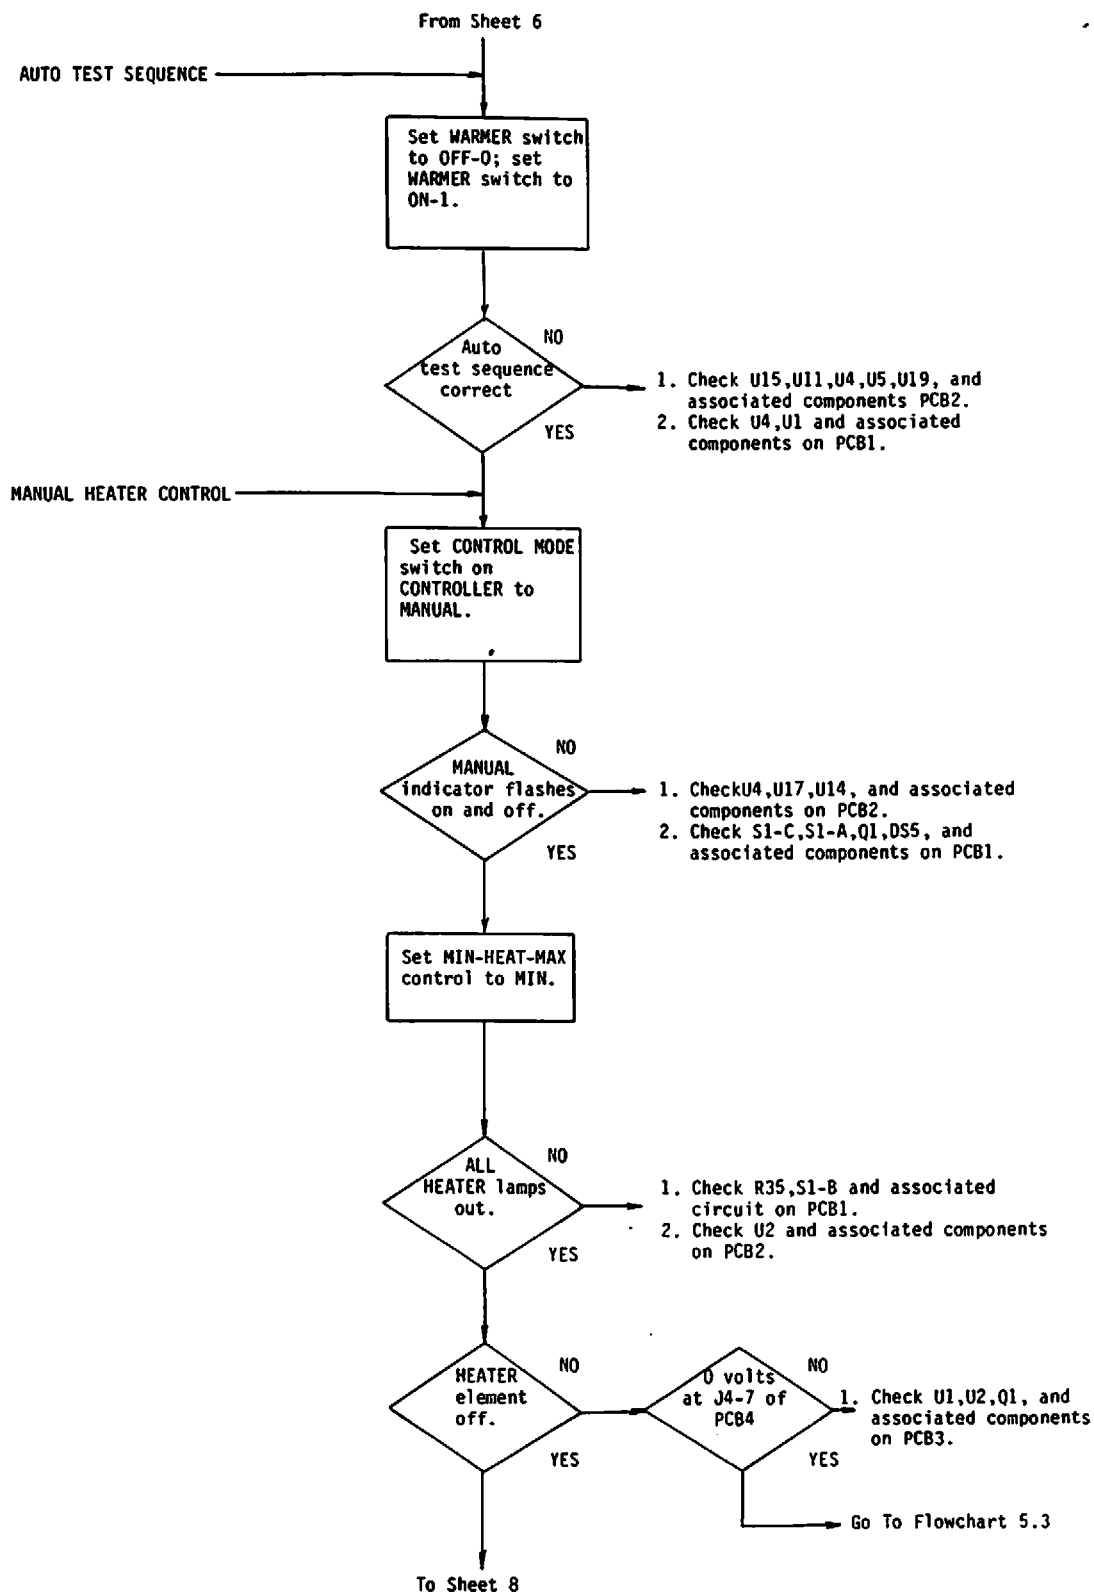 From Sheet 6
AUTO TEST SEQUENCE
Set WARMER switch
to OFF-0; set
WARMER switch to
ON-1.
Auto
test sequence
correct
NO
YES
1. Check U15,U11,U4,U5,U19, and
associated components PCB2.
2. Check U4,U1 and associated
components on PCB1.
MANUAL HEATER CONTROL
Set CONTROL MODE
switch on
CONTROLLER to
MANUAL.
MANUAL
indicator flashes
on and off.
NO
YES
1. CheckU4,U17,U14, and associated
components on PCB2.
2. Check S1-C,S1-A,Q1,DS5, and
associated components on PCB1.
Set MIN-HEAT-MAX
control to MIN.
ALL
HEATER lamps
out.
NO
YES
1. Check R35,S1-B and associated
circuit on PCB1.
2. Check U2 and associated components
on PCB2.
HEATER
element
off.
NO
YES
0 volts
at J4-7 of
PCB4
NO
YES
1. Check U1,U2,Q1, and
associated components
on PCB3.
Go To Flowchart 5.3
To Sheet 8